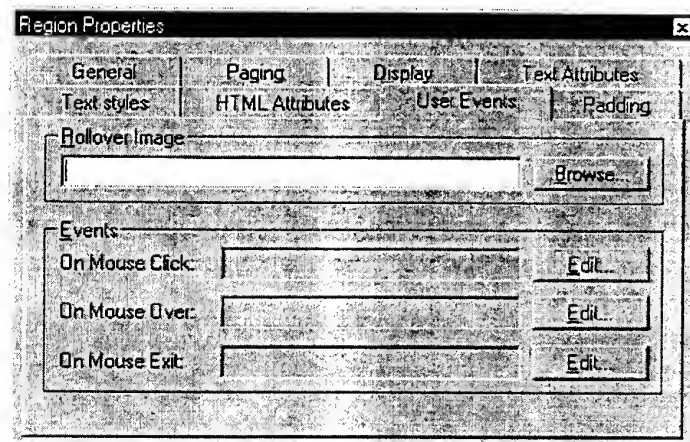 Region Properties
General Paging Display Text Attributes
Text styles HTML Attributes User Events Padding
Rollover Image
Browse...
Events
On Mouse Click: Edit...
On Mouse Over: Edit...
On Mouse Exit: Edit...